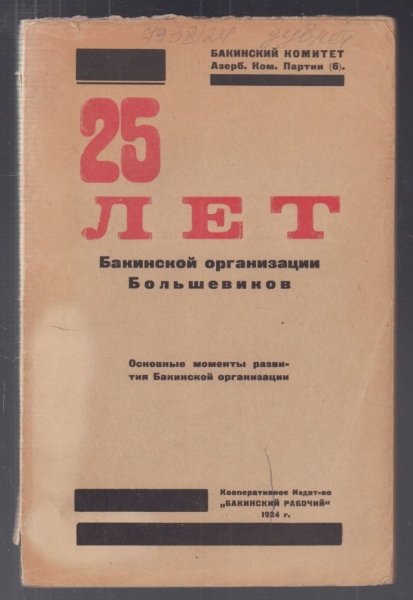 БАКИНСКИЙ КОМИТЕТ
Азерб. Ком. Партии (б).
25
ЛЕТ
Бакинской организации
Большевиков
Основные моменты разви-
тия Бакинской организации
Кооперативное Издат-во
„БАКИНСКИЙ РАБОЧИЙ"
1924 г.